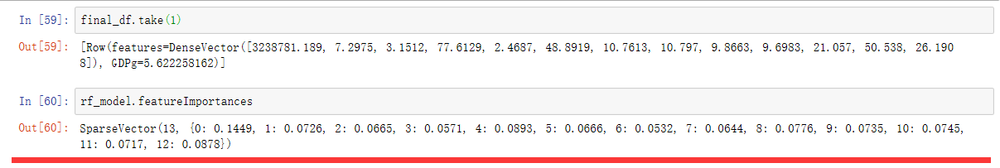 In [59]: final_df.take(1)
Out[59]: [Row(features=DenseVector([3238781.189, 7.2975, 3.1512, 77.6129, 2.4687, 48.8919, 10.7613, 10.797, 9.8663, 9.6983, 21.057, 50.538, 26.190
8]), GDPg=5.622258162)]
In [60]: rf_model.featureImportances
Out[60]: SparseVector(13, {0: 0.1449, 1: 0.0726, 2: 0.0665, 3: 0.0571, 4: 0.0893, 5: 0.0666, 6: 0.0532, 7: 0.0644, 8: 0.0776, 9: 0.0735, 10: 0.0745,
11: 0.0717, 12: 0.0878})